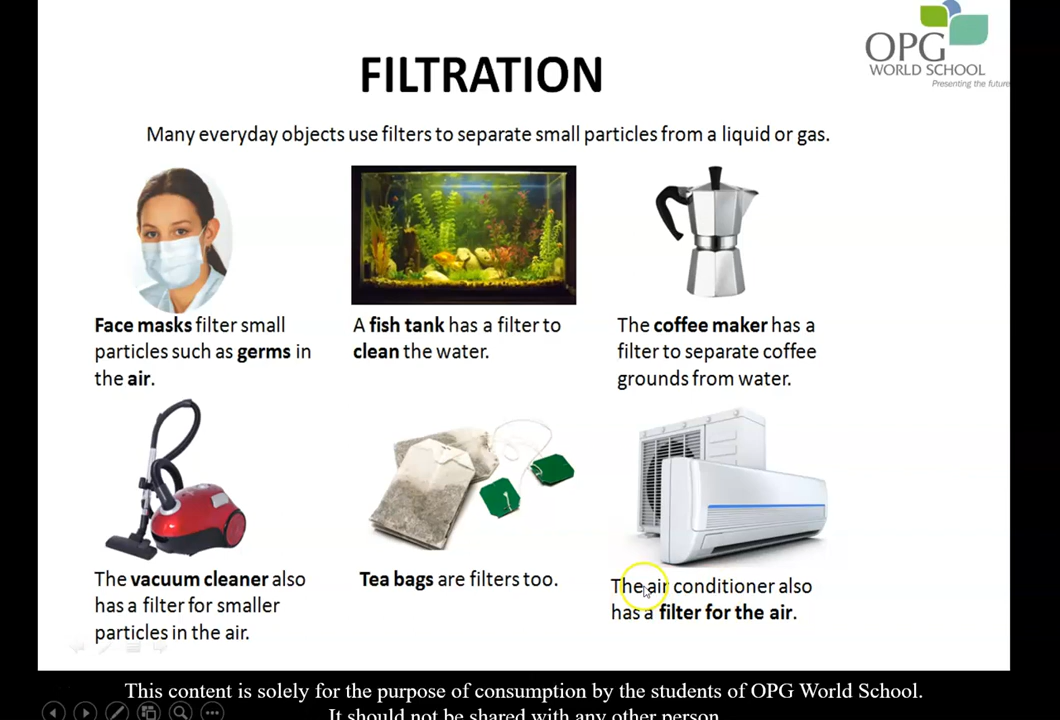 OPG
WORLD SCHOOL
Presenting the future
FILTRATION
Many everyday objects use filters to separate small particles from a liquid or gas.
Face masks filter small
particles such as germs in
the air.
A fish tank has a filter to
clean the water.
The coffee maker has a
filter to separate coffee
grounds from water.
The vacuum cleaner also
has a filter for smaller
particles in the air.
Tea bags are filters too.
The air conditioner also
has a filter for the air.
This content is solely for the purpose of consumption by the students of OPG World School.
It should not be shared with any other person